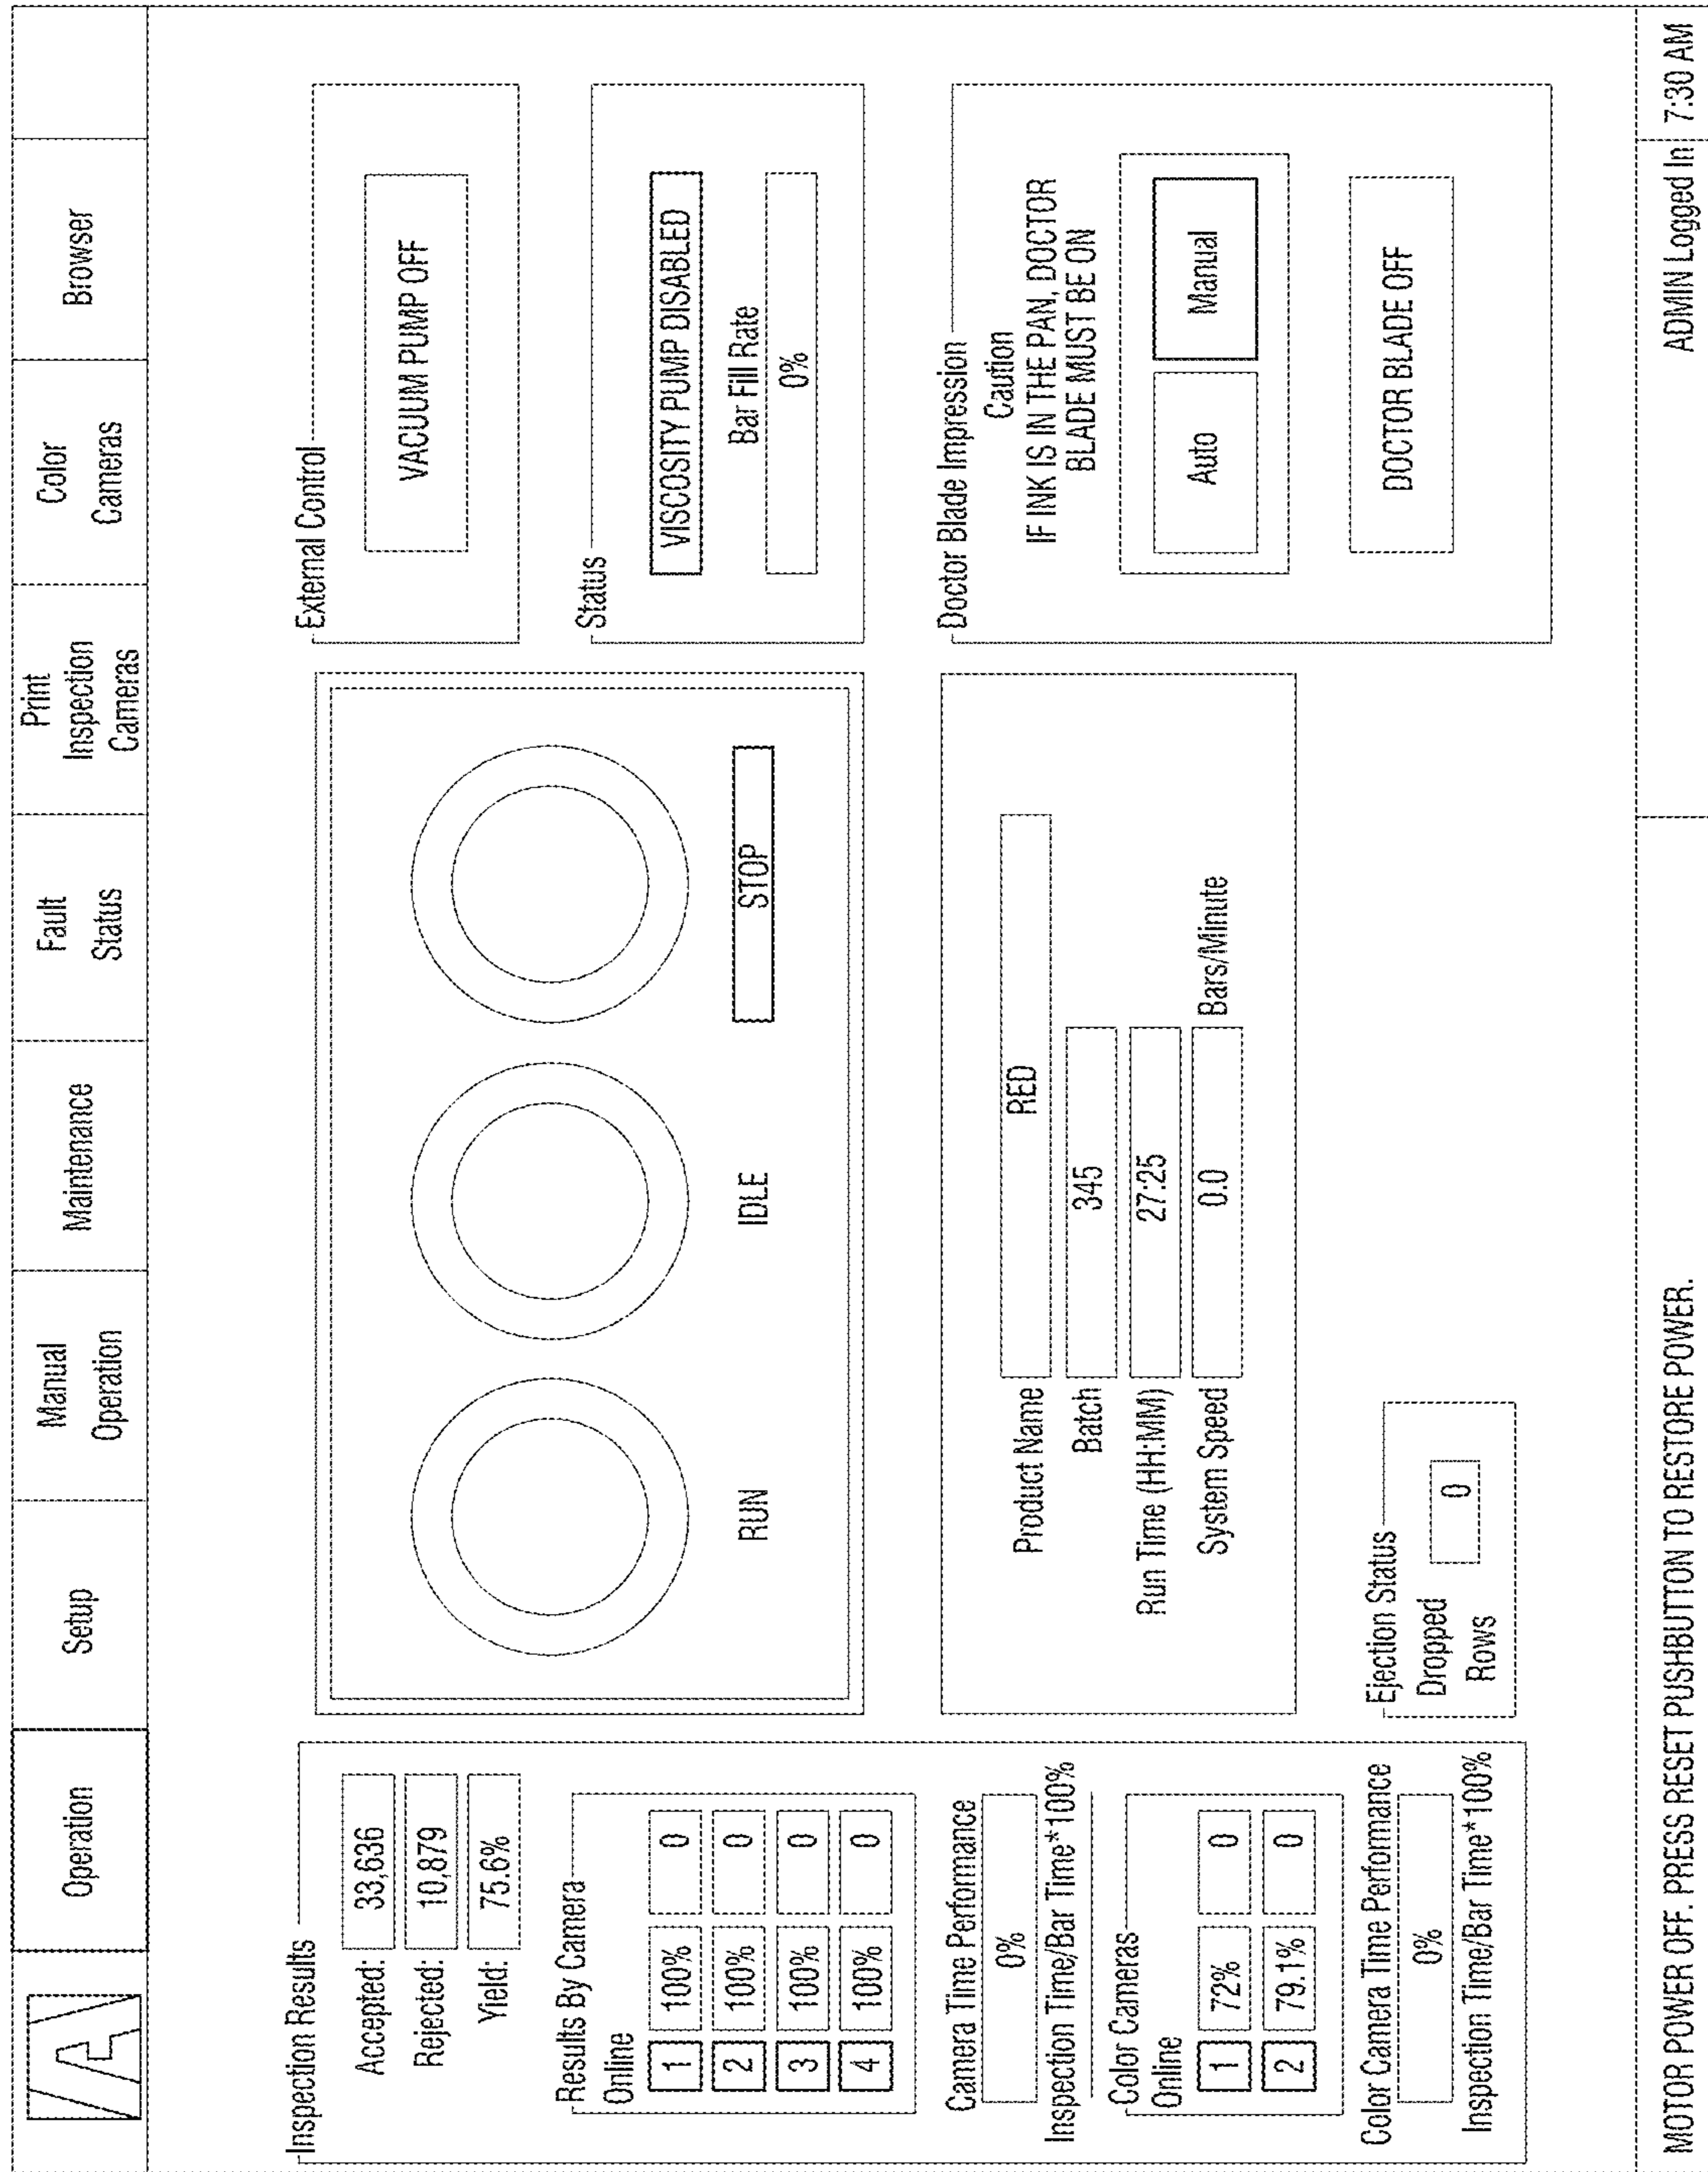 A
Operation
Setup
Manual
Operation
Maintenance
Fault
Status
Print
Inspection
Cameras
Color
Cameras
Browser
Inspection Results
Accepted: 33,636
Rejected: 10,879
Yield: 75.6%
Results By Camera
Online
1 100% 0
2 100% 0
3 100% 0
4 100% 0
Camera Time Performance
0%
Inspection Time/Bar Time*100%
Color Cameras
Online
1 72% 0
2 79.1% 0
Color Camera Time Performance
0%
Inspection Time/Bar Time*100%
RUN IDLE STOP
Product Name RED
Batch 345
Run Time (HH:MM) 27:25
System Speed 0.0 Bars/Minute
Ejection Status
Dropped
Rows
0
External Control
VACUUM PUMP OFF
Status
VISCOSITY PUMP DISABLED
Bar Fill Rate
0%
Doctor Blade Impression
Caution
IF INK IS IN THE PAN, DOCTOR
BLADE MUST BE ON
Auto Manual
DOCTOR BLADE OFF
MOTOR POWER OFF. PRESS RESET PUSHBUTTON TO RESTORE POWER.
ADMIN Logged In 7:30 AM